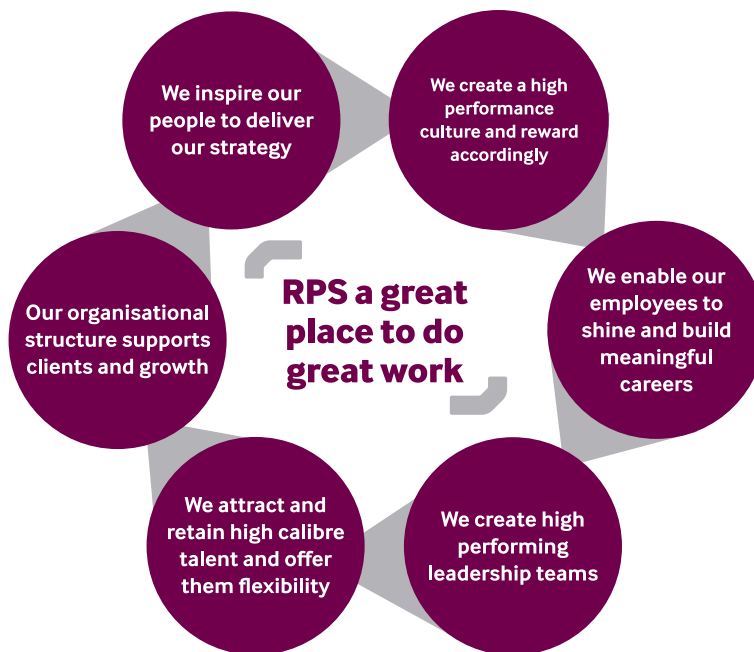 We inspire our
people to deliver
our strategy
We create a high
performance
culture and reward
accordingly
We enable our
employees to
shine and build
meaningful
careers
We create high
performing
leadership teams
We attract and
retain high calibre
talent and offer
them flexibility
Our organisational
structure supports
clients and growth
RPS a great
place to do
great work